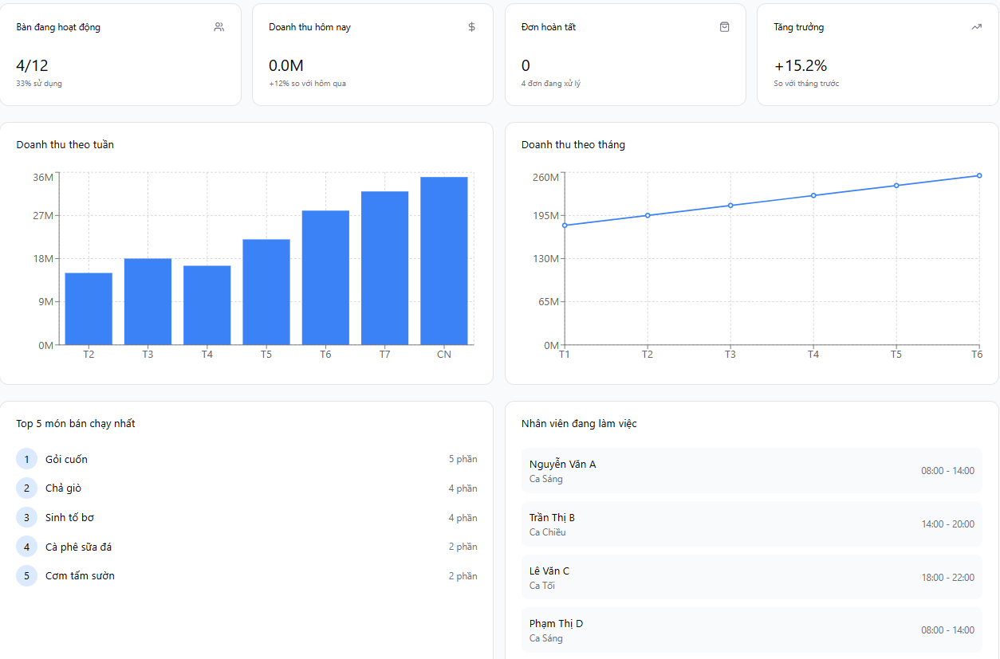 Bàn đang hoạt động
4/12
33% sử dụng
Doanh thu hôm nay
$
0.0M
+12% so với hôm qua
Đơn hoàn tất
0
4 đơn đang xử lý
Tăng trưởng
+15.2%
So với tháng trước
Doanh thu theo tuần
36M
27M
18M
9M
0M
T2 T3 T4 T5 T6 T7 CN
Doanh thu theo tháng
260M
195M
130M
65M
0M
T1 T2 T3 T4 T5 T6
Top 5 món bán chạy nhất
1 Gỏi cuốn 5 phần
2 Chả giò 4 phần
3 Sinh tố bơ 4 phần
4 Cà phê sữa đá 2 phần
5 Cơm tấm sườn 2 phần
Nhân viên đang làm việc
Nguyễn Văn A
Ca Sáng
08:00 - 14:00
Trần Thị B
Ca Chiều
14:00 - 20:00
Lê Văn C
Ca Tối
18:00 - 22:00
Phạm Thị D
Ca Sáng
08:00 - 14:00